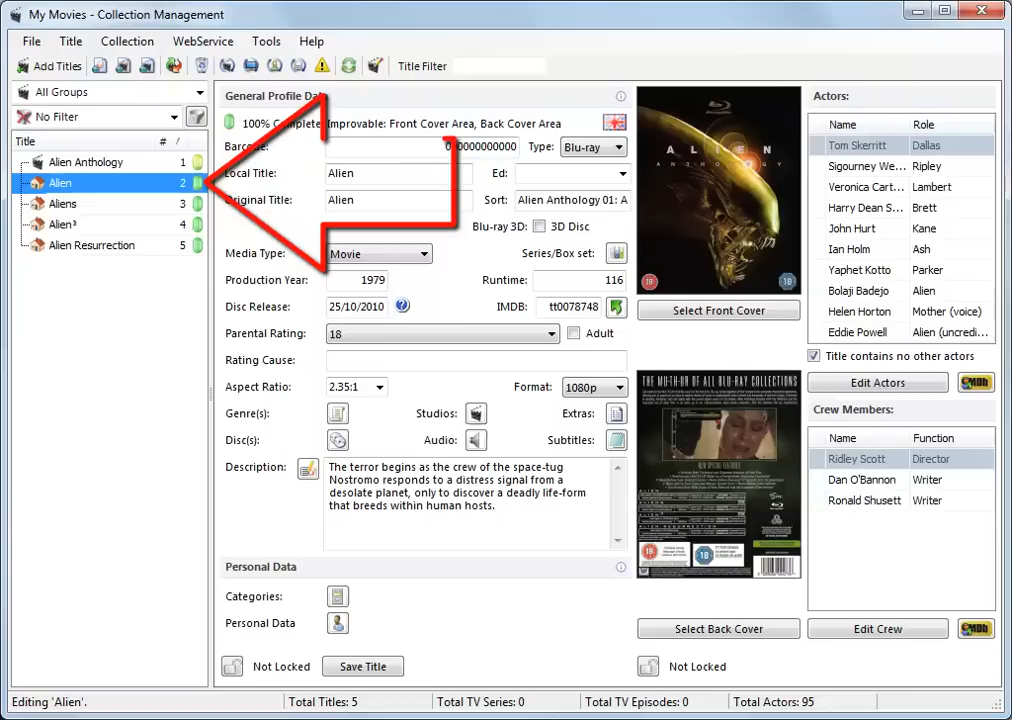 My Movies - Collection Management
File Title Collection WebService Tools Help
Add Titles Title Filter
All Groups
No Filter
Title # /
Alien Anthology 1
Alien 2
Aliens 3
Alien³ 4
Alien Resurrection 5
General Profile Da
100% Complete Improvable: Front Cover Area, Back Cover Area
Barcode: 000000000 Type: Blu-ray
Local Title: Alien Ed:
Original Title: Alien Sort: Alien Anthology 01: A
Blu-ray 3D: 3D Disc
Media Type: Movie Series/Box set:
Production Year: 1979 Runtime: 116
Disc Release: 25/10/2010 IMDB: tt0078748
Parental Rating: 18 Adult
Rating Cause:
Aspect Ratio: 2.35:1 Format: 1080p
Genre(s): Studios: Extras:
Disc(s): Audio: Subtitles:
Description: The terror begins as the crew of the space-tug
Nostromo responds to a distress signal from a
desolate planet, only to discover a deadly life-form
that breeds within human hosts.
Personal Data
Categories:
Personal Data
Not Locked Save Title
ALIEN
ANTHOLOGY
18 18
Select Front Cover
THE MU-TH-UR OF ALL BLU-RAY COLLECTIONS
18 18
Select Back Cover
Not Locked
Actors:
Name Role
Tom Skerritt Dallas
Sigourney We... Ripley
Veronica Cart... Lambert
Harry Dean S... Brett
John Hurt Kane
Ian Holm Ash
Yaphet Kotto Parker
Bolaji Badejo Alien
Helen Horton Mother (voice)
Eddie Powell Alien (uncredi...
Title contains no other actors
Edit Actors
Crew Members:
Name Function
Ridley Scott Director
Dan O'Bannon Writer
Ronald Shusett Writer
Edit Crew
Editing 'Alien'. Total Titles: 5 Total TV Series: 0 Total TV Episodes: 0 Total Actors: 95